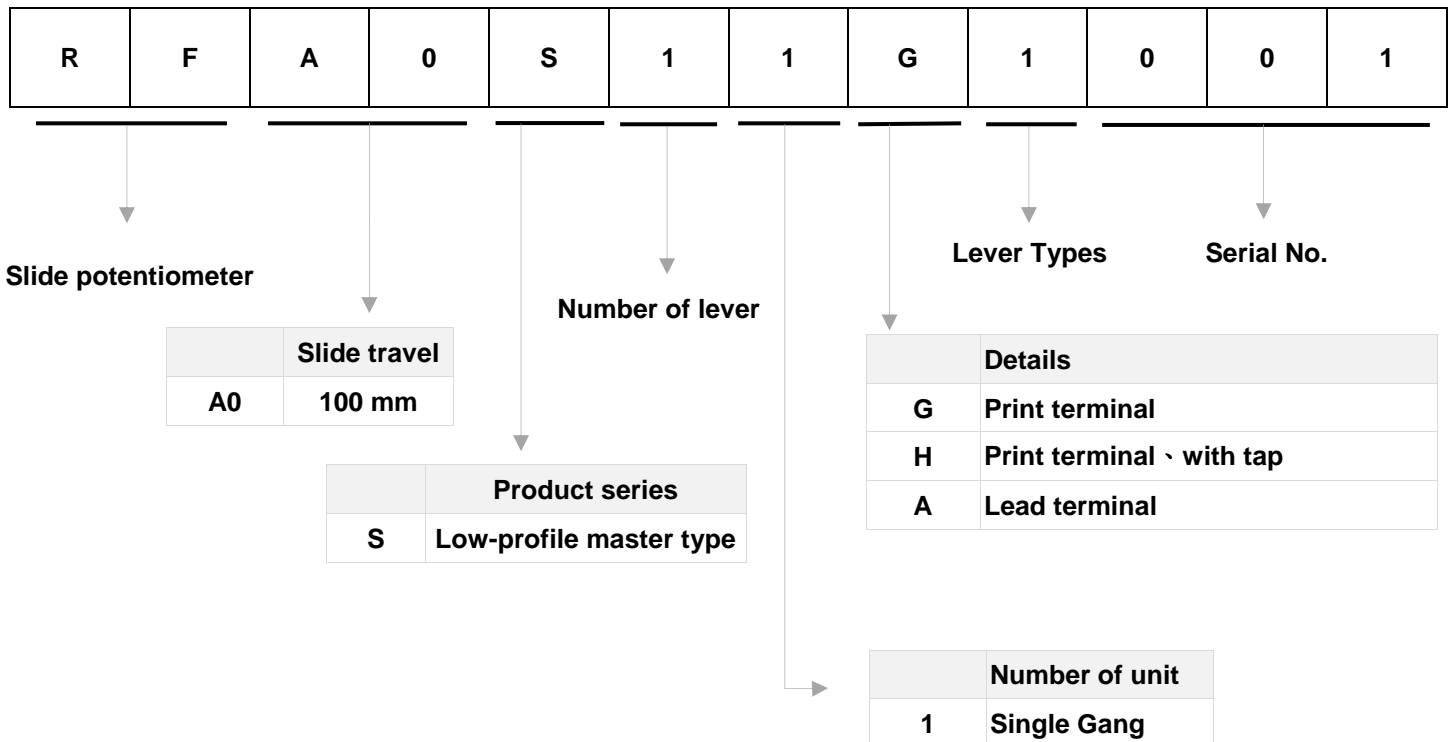 R F A 0 S 1 1 G 1 0 0 1
Lever Types Serial No.
Slide potentiometer
Number of lever
Slide travel
A0 100 mm
Details
G Print terminal
H Print terminal、with tap
A Lead terminal
Product series
S Low-profile master type
Number of unit
1 Single Gang